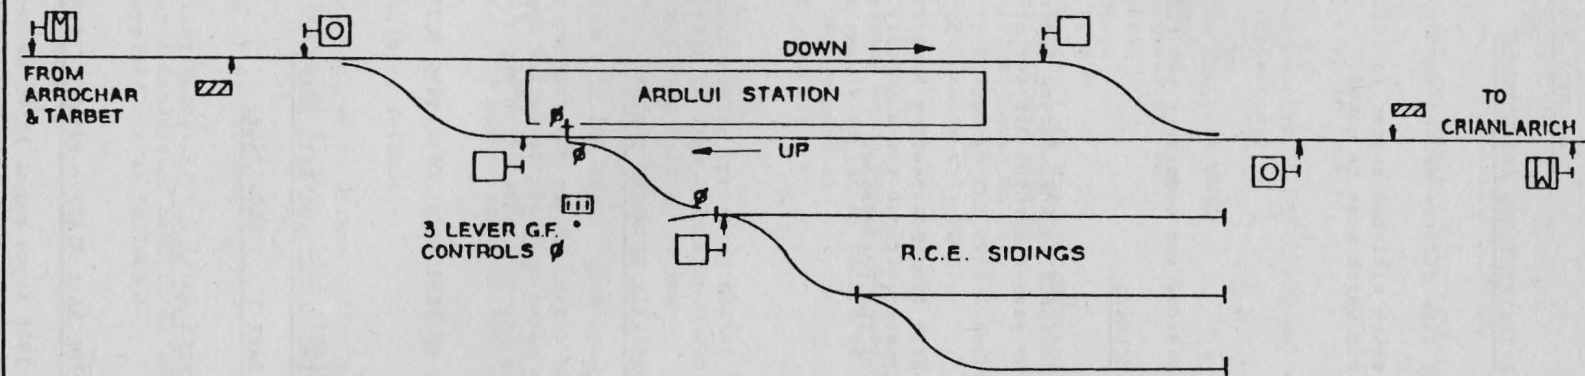 M
DOWN
FROM
ARROCHAR
& TARBET
ARDLUI STATION
TO
CRIANLARICH
ø
ø
UP
W
ø
3 LEVER G.F.
CONTROLS ø
R.C.E. SIDINGS